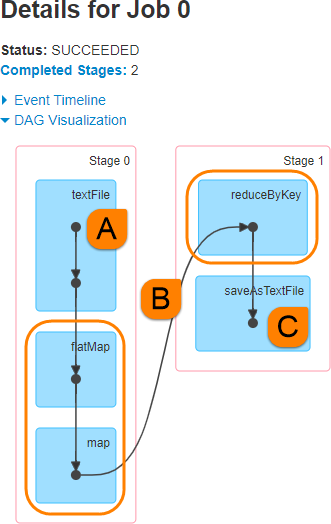 Details for Job 0
Status: SUCCEEDED
Completed Stages: 2
Event Timeline
DAG Visualization
Stage 0
textFile
A
flatMap
map
B
Stage 1
reduceByKey
saveAsTextFile
C